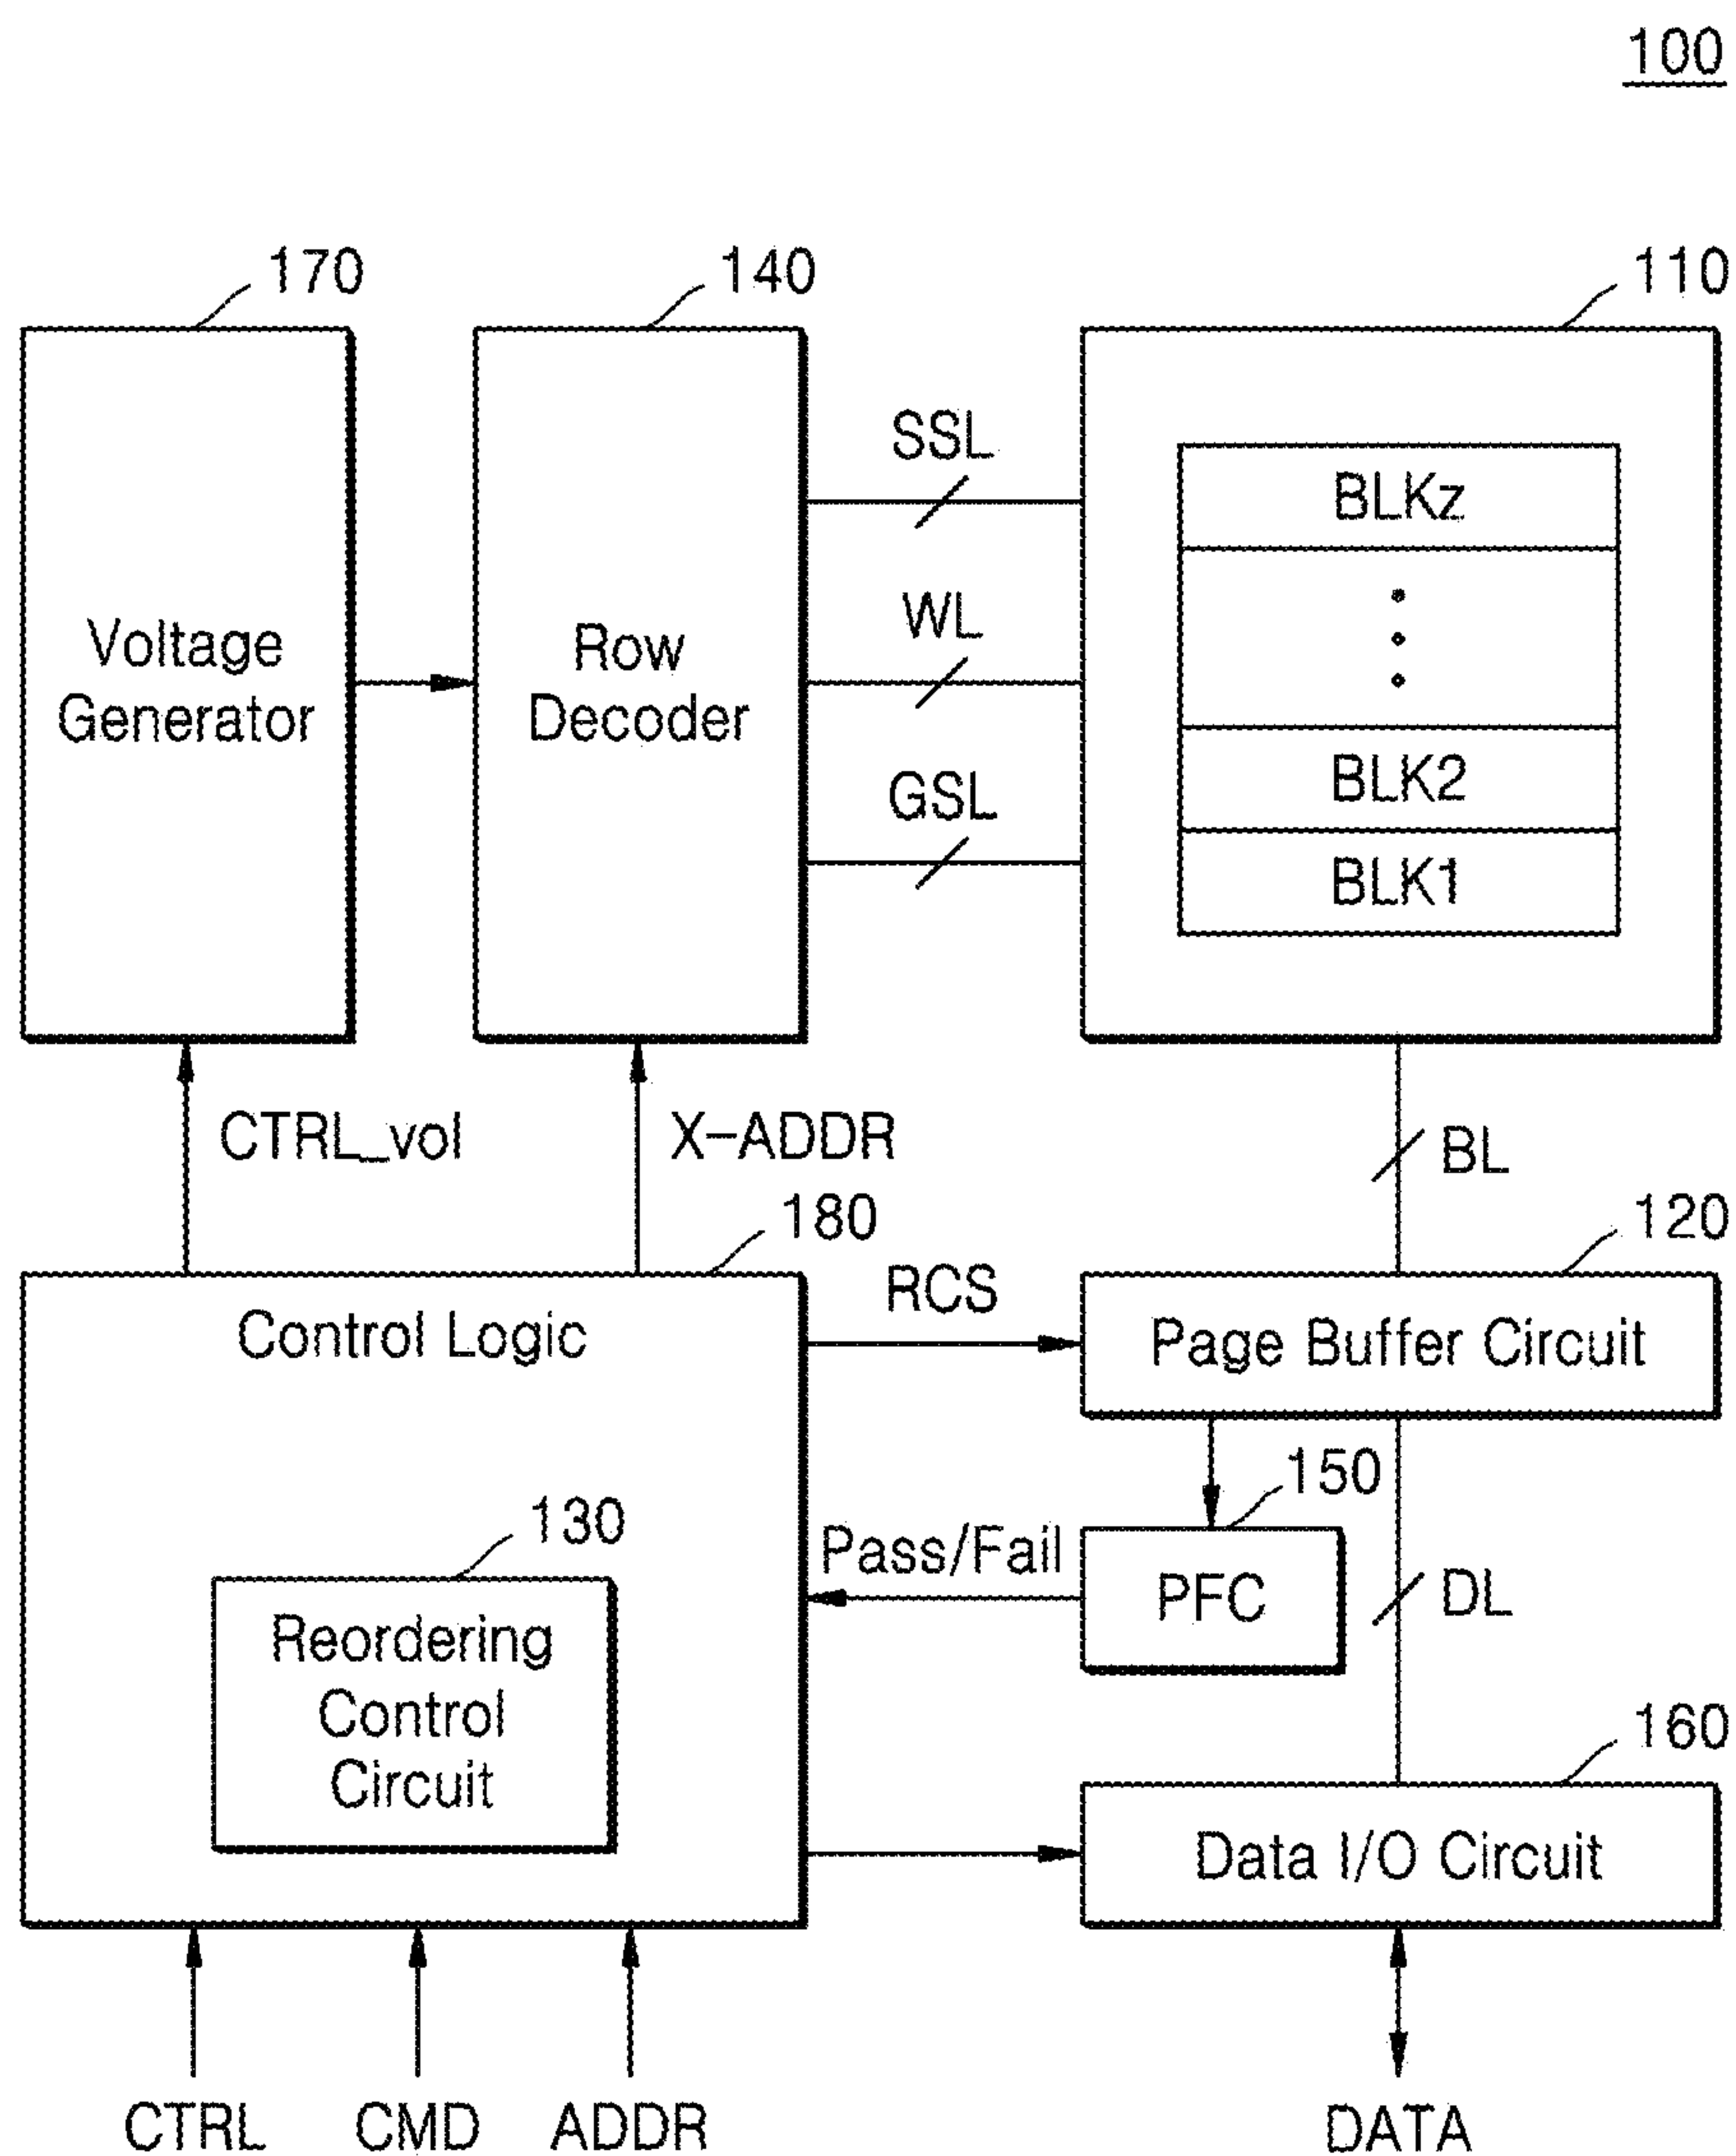 100
170
140
110
Voltage
Generator
Row
Decoder
SSL
WL
GSL
BLKz
BLK2
BLK1
CTRL_vol
X-ADDR
BL
180
120
Control Logic
RCS
Page Buffer Circuit
150
130
Pass/Fail
PFC
DL
Reordering
Control
Circuit
160
Data I/O Circuit
CTRL
CMD
ADDR
DATA